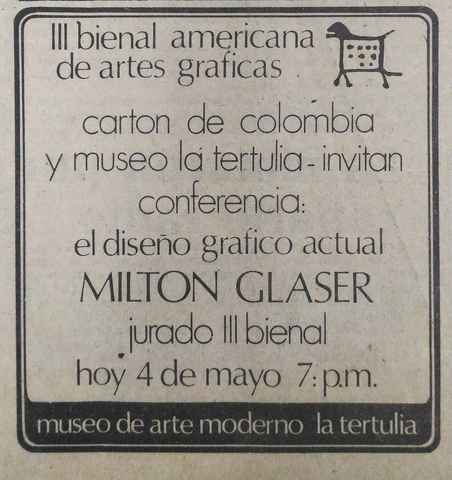 III bienal americana
de artes graficas
carton de colombia
y museo la tertulia - invitan
conferencia:
el diseño grafico actual
MILTON GLASER
jurado III bienal
hoy 4 de mayo 7: p.m.
museo de arte moderno la tertulia